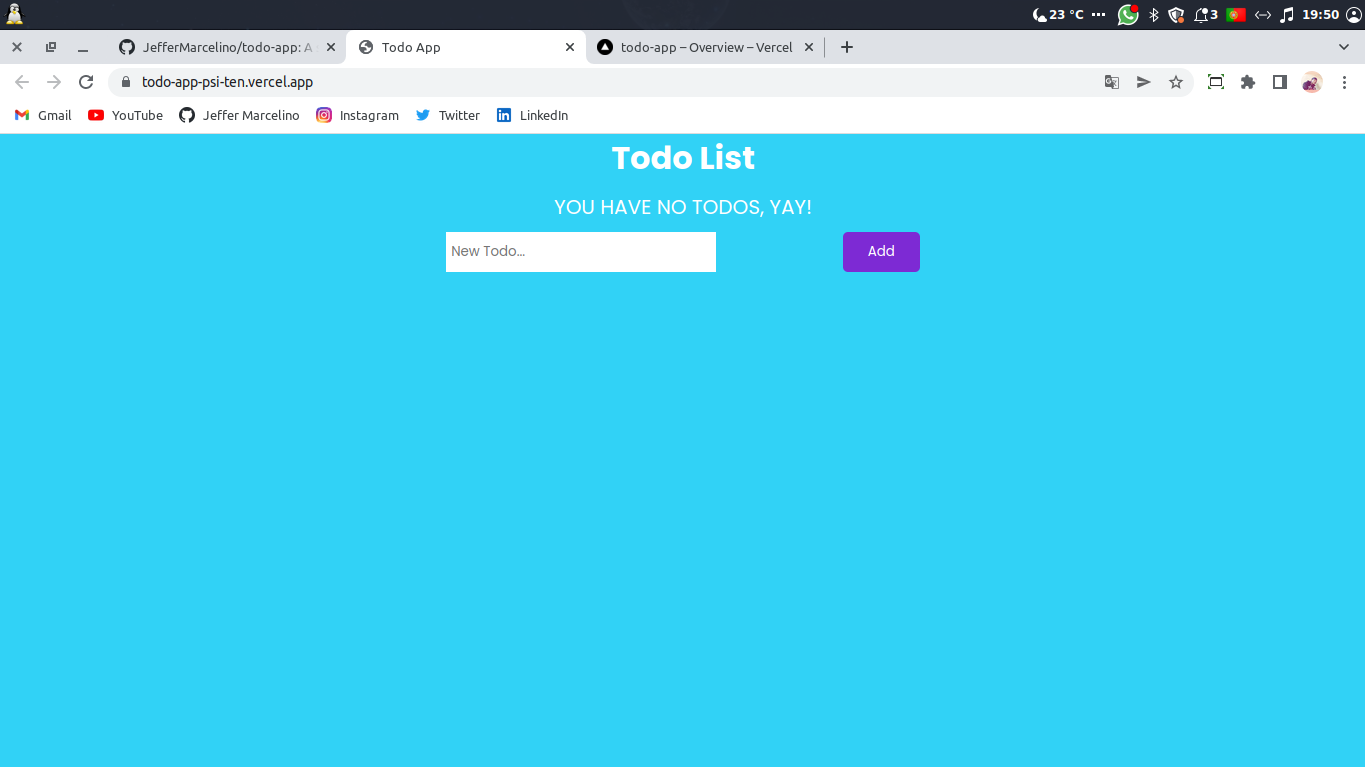 23 °C 3 19:50
JefferMarcelino/todo-app: A Todo App todo-app – Overview – Vercel
todo-app-psi-ten.vercel.app
Gmail YouTube Jeffer Marcelino Instagram Twitter LinkedIn
Todo List
YOU HAVE NO TODOS, YAY!
New Todo... Add